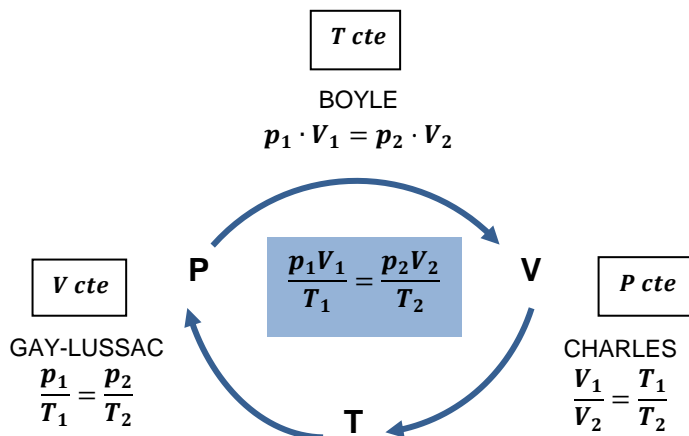 T cte
BOYLE
p₁ · V₁ = p₂ · V₂
P
p₁V₁/T₁ = p₂V₂/T₂
V
V cte
P cte
GAY-LUSSAC
p₁/T₁ = p₂/T₂
CHARLES
V₁/V₂ = T₁/T₂
T